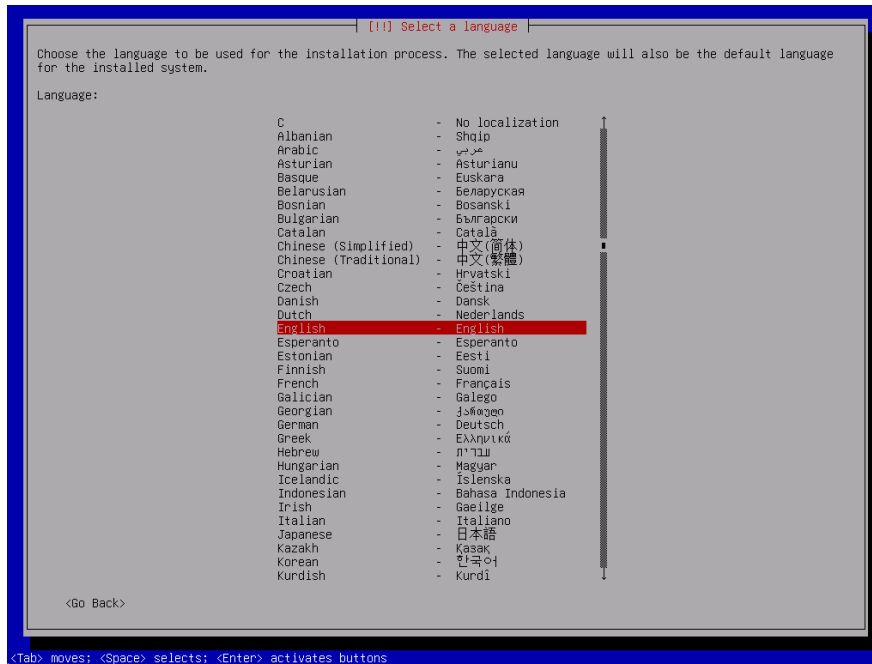 [!!] Select a language
Choose the language to be used for the installation process. The selected language will also be the default language
for the installed system.
Language:
C - No localization
Albanian - Shqip
Arabic - عربي
Asturian - Asturianu
Basque - Euskara
Belarusian - Беларуская
Bosnian - Bosanski
Bulgarian - Български
Catalan - Català
Chinese (Simplified) - 中文(简体)
Chinese (Traditional) - 中文(繁體)
Croatian - Hrvatski
Czech - Čeština
Danish - Dansk
Dutch - Nederlands
English - English
Esperanto - Esperanto
Estonian - Eesti
Finnish - Suomi
French - Français
Galician - Galego
Georgian - ქართული
German - Deutsch
Greek - Ελληνικά
Hebrew - עברית
Hungarian - Magyar
Icelandic - Íslenska
Indonesian - Bahasa Indonesia
Irish - Gaeilge
Italian - Italiano
Japanese - 日本語
Kazakh - Қазақ
Korean - 한국어
Kurdish - Kurdî
<Go Back>
<Tab> moves; <Space> selects; <Enter> activates buttons